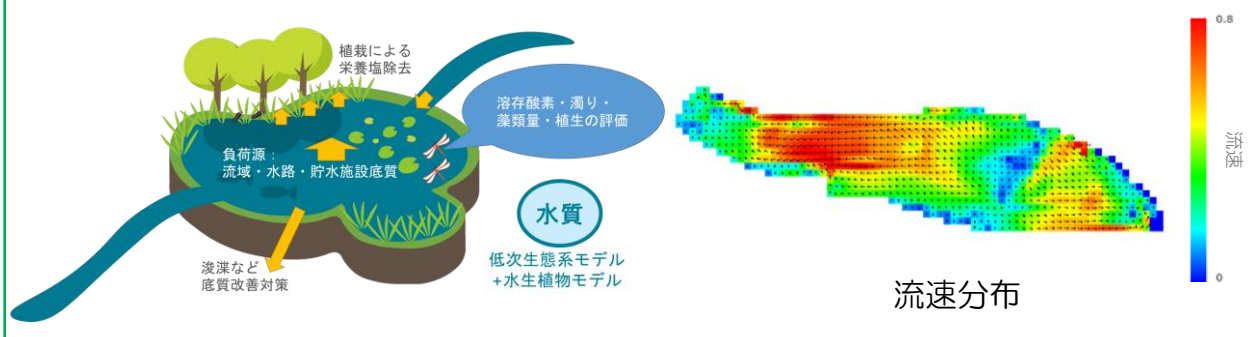 植栽による
栄養塩除去
溶存酸素・濁り・
藻類量・植生の評価
負荷源：
流域・水路・貯水施設底質
水質
低次生態系モデル
+水生植物モデル
浚渫など
底質改善対策
0.8
流速
0
流速分布